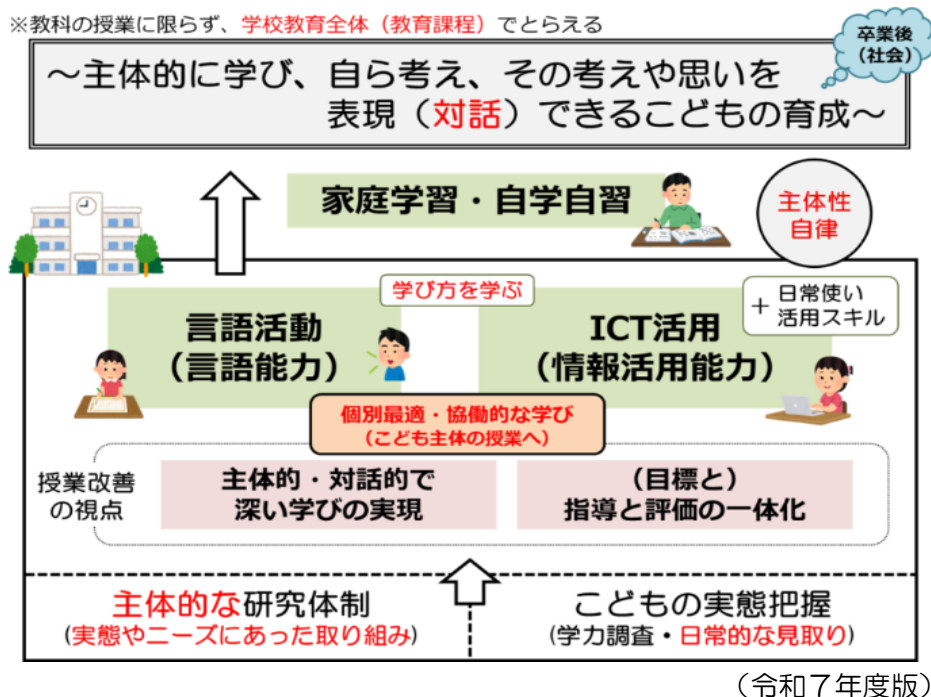 ※教科の授業に限らず、学校教育全体（教育課程）でとらえる
卒業後
（社会）
～主体的に学び、自ら考え、その考えや思いを
表現（対話）できるこどもの育成～
家庭学習・自学自習
主体性
自律
学び方を学ぶ
＋ 日常使い
活用スキル
言語活動
（言語能力）
ICT活用
（情報活用能力）
個別最適・協働的な学び
（こども主体の授業へ）
授業改善
の視点
主体的・対話的で
深い学びの実現
（目標と）
指導と評価の一体化
主体的な研究体制
(実態やニーズにあった取り組み)
こどもの実態把握
(学力調査・日常的な見取り)
（令和７年度版）